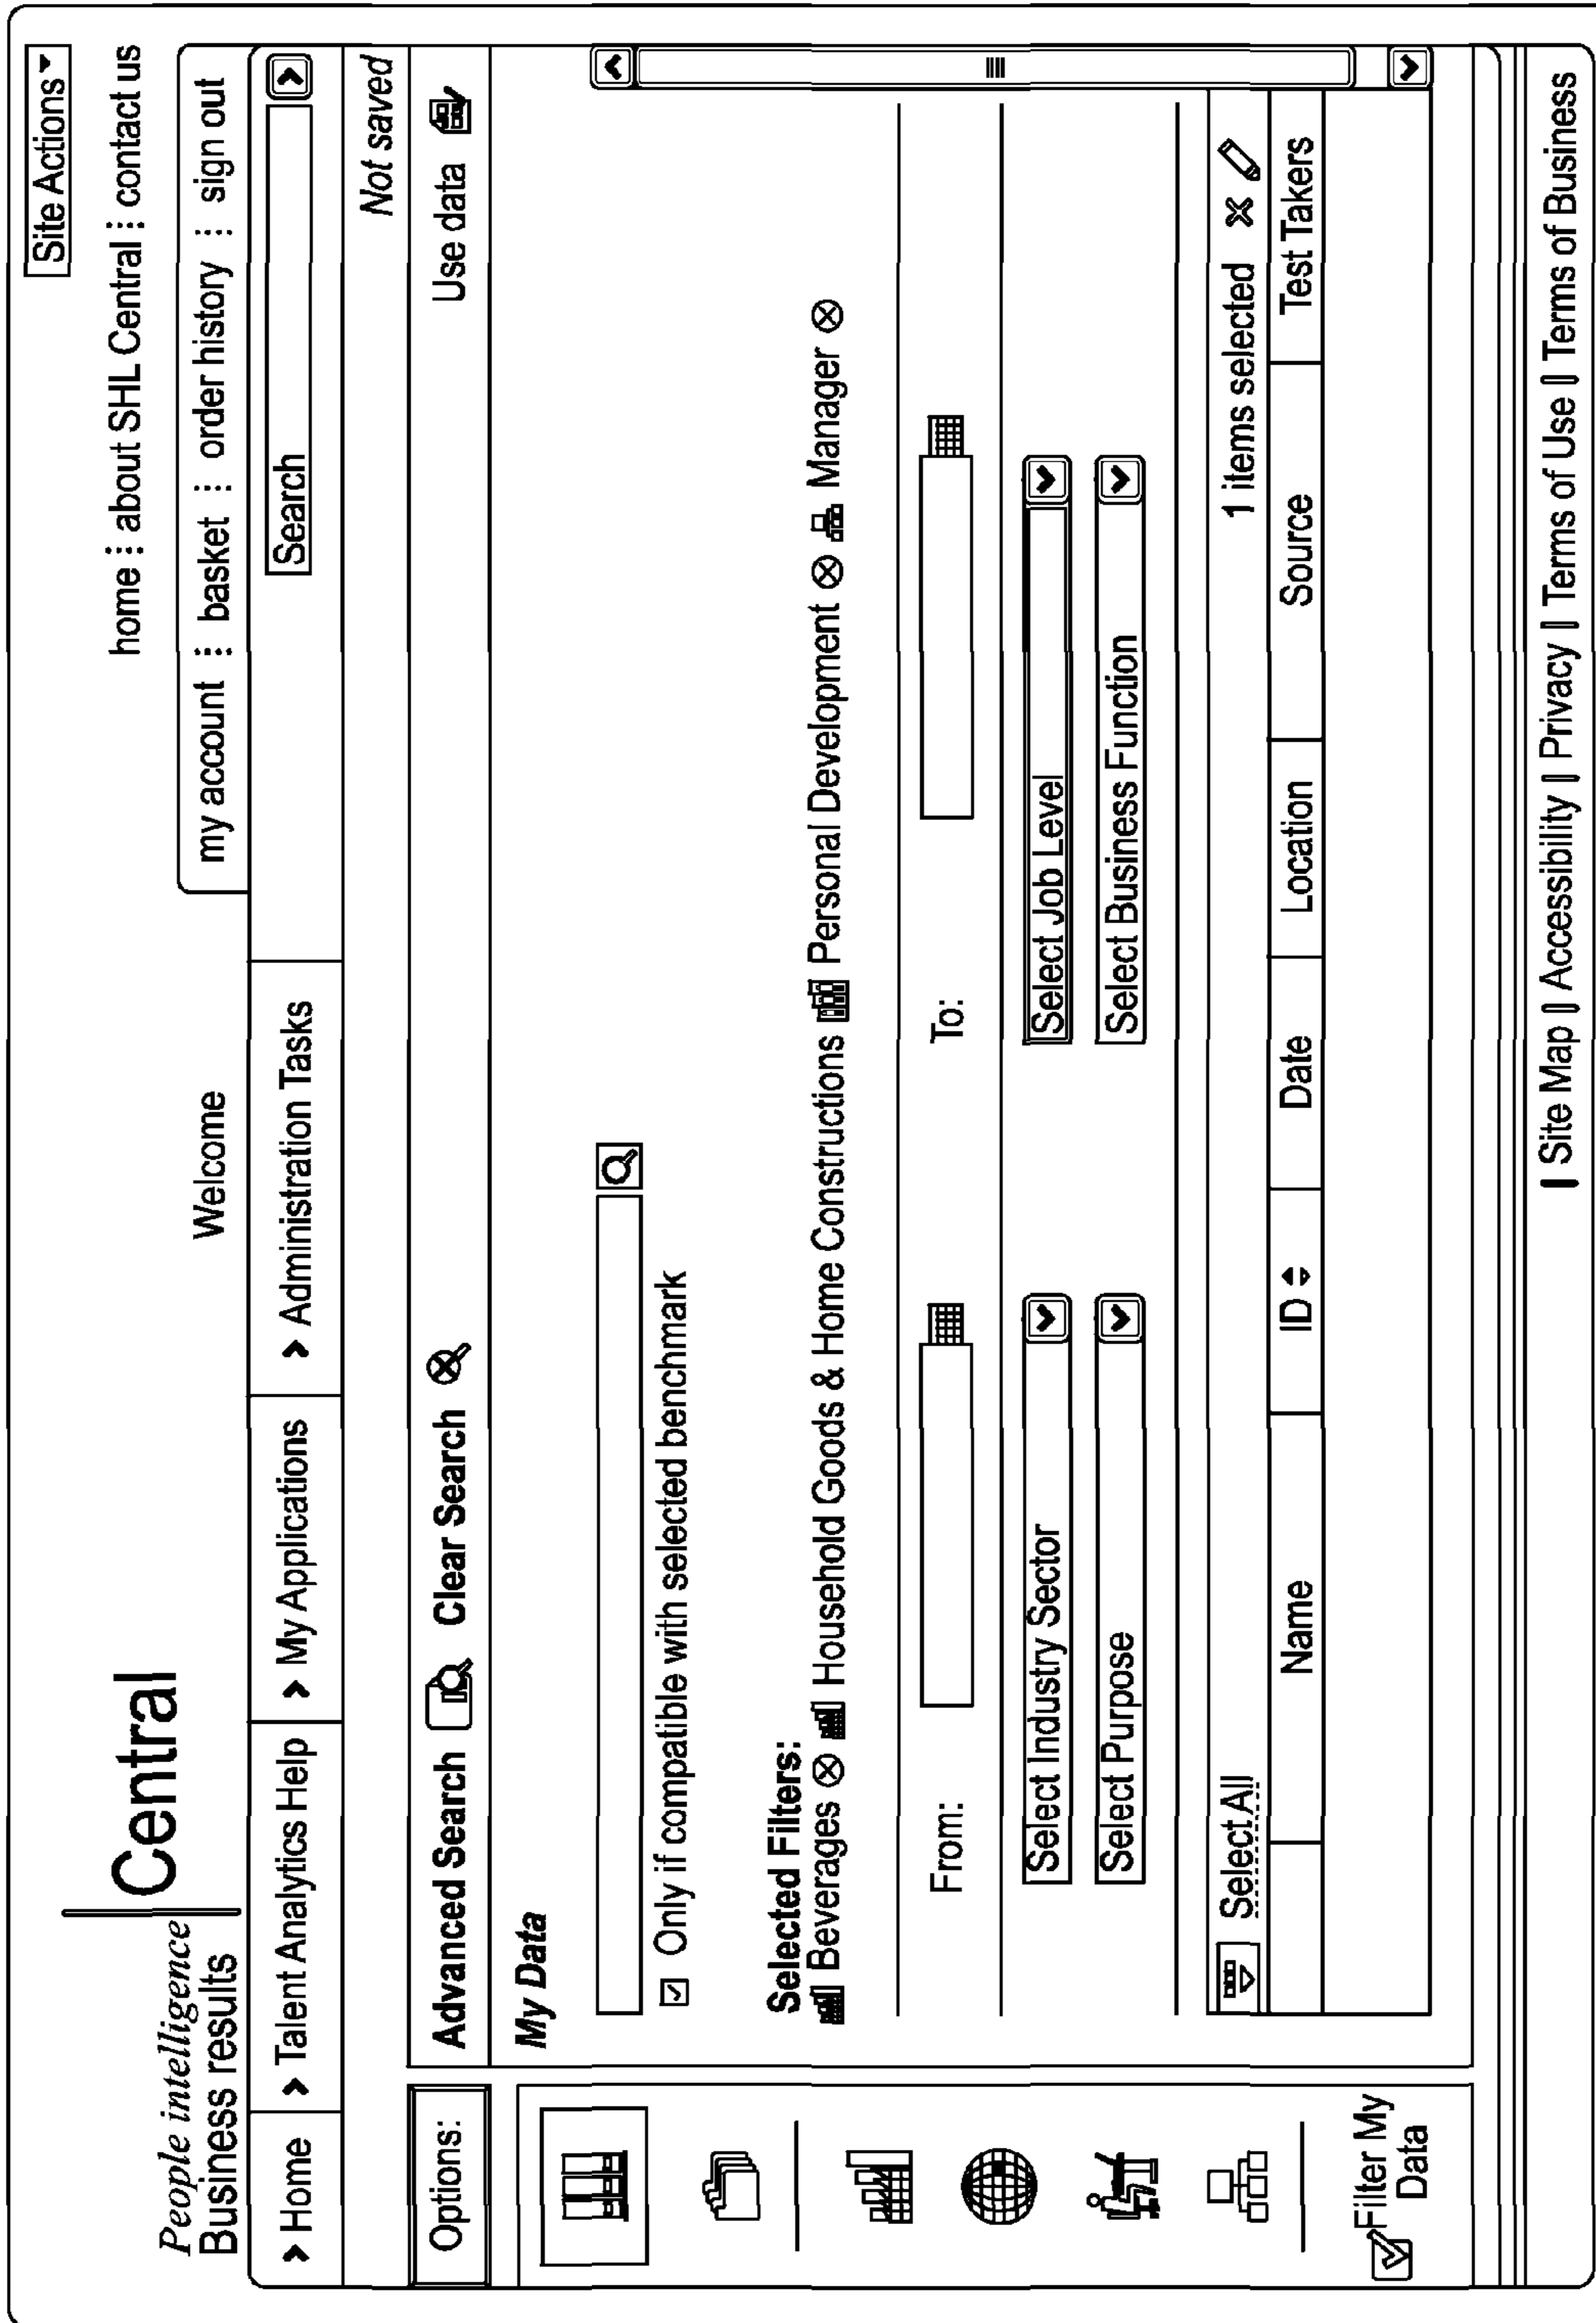 Site Actions
home ⋮ about SHL Central ⋮ contact us
People intelligence
Business results
Central
Welcome
my account ⋮ basket ⋮ order history ⋮ sign out
Home
Talent Analytics Help
My Applications
Administration Tasks
Search
Not saved
Options:
Advanced Search
Clear Search
Use data
My Data
Only if compatible with selected benchmark
Selected Filters:
Beverages
Household Goods & Home Constructions
Personal Development
Manager
From:
To:
Select Industry Sector
Select Job Level
Select Purpose
Select Business Function
Select All
1 items selected
Name
ID
Date
Location
Source
Test Takers
Filter My
Data
Site Map | Accessibility | Privacy | Terms of Use | Terms of Business